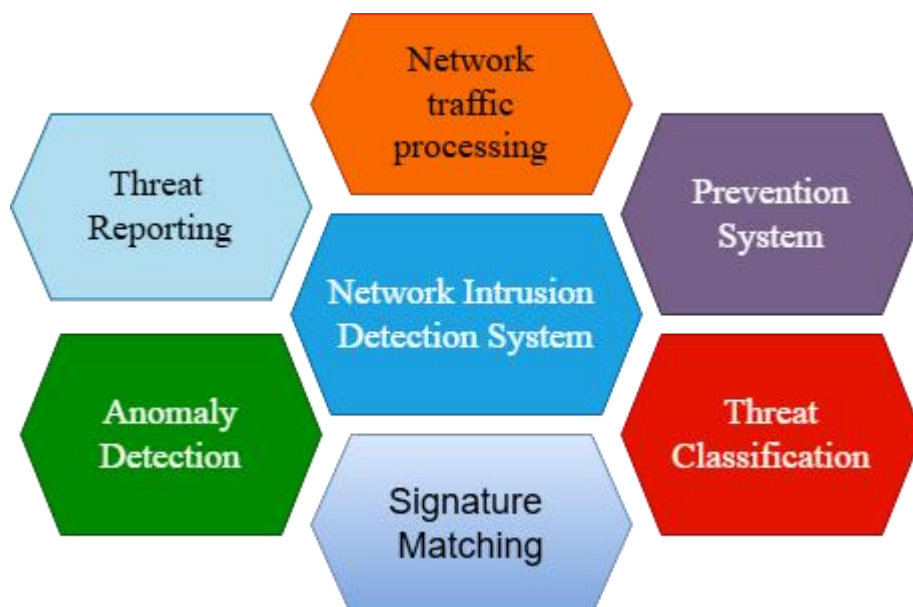 Network
traffic
processing
Threat
Reporting
Prevention
System
Network Intrusion
Detection System
Anomaly
Detection
Threat
Classification
Signature
Matching